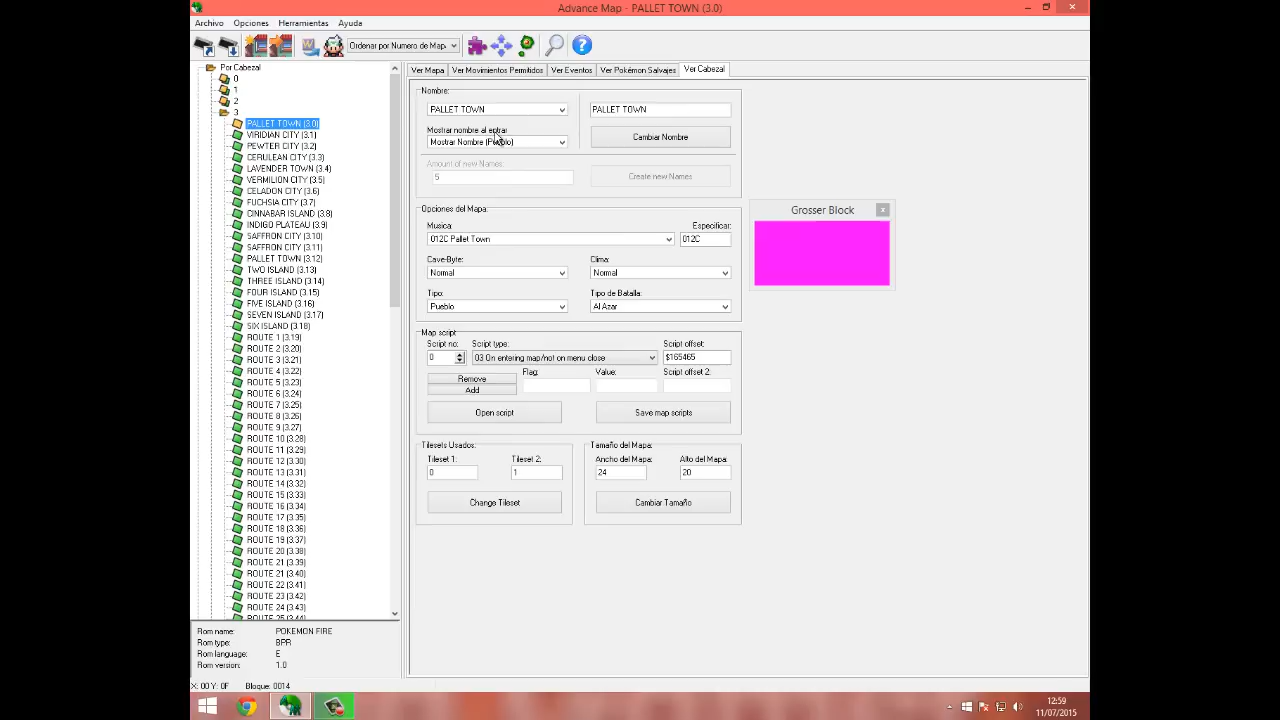 Advance Map - PALLET TOWN (3.0)
Archivo Opciones Herramientas Ayuda
Ordenar por Numero de Map
Por Cabezal
0
1
2
3
PALLET TOWN (3.0)
VIRIDIAN CITY (3.1)
PEWTER CITY (3.2)
CERULEAN CITY (3.3)
LAVENDER TOWN (3.4)
VERMILION CITY (3.5)
CELADON CITY (3.6)
FUCHSIA CITY (3.7)
CINNABAR ISLAND (3.8)
INDIGO PLATEAU (3.9)
SAFFRON CITY (3.10)
SAFFRON CITY (3.11)
PALLET TOWN (3.12)
TWO ISLAND (3.13)
THREE ISLAND (3.14)
FOUR ISLAND (3.15)
FIVE ISLAND (3.16)
SEVEN ISLAND (3.17)
SIX ISLAND (3.18)
ROUTE 1 (3.19)
ROUTE 2 (3.20)
ROUTE 3 (3.21)
ROUTE 4 (3.22)
ROUTE 5 (3.23)
ROUTE 6 (3.24)
ROUTE 7 (3.25)
ROUTE 8 (3.26)
ROUTE 9 (3.27)
ROUTE 10 (3.28)
ROUTE 11 (3.29)
ROUTE 12 (3.30)
ROUTE 13 (3.31)
ROUTE 14 (3.32)
ROUTE 15 (3.33)
ROUTE 16 (3.34)
ROUTE 17 (3.35)
ROUTE 18 (3.36)
ROUTE 19 (3.37)
ROUTE 20 (3.38)
ROUTE 21 (3.39)
ROUTE 21 (3.40)
ROUTE 22 (3.41)
ROUTE 23 (3.42)
ROUTE 24 (3.43)
ROUTE 25 (3.44)
Rom name: POKEMON FIRE
Rom type: BPR
Rom language: E
Rom version: 1.0
X: 00 Y: 0F Bloque: 0014
Ver Mapa Ver Movimientos Permitidos Ver Eventos Ver Pokémon Salvajes Ver Cabezal
Nombre:
PALLET TOWN PALLET TOWN
Mostrar nombre al entrar
Mostrar Nombre (Pueblo) Cambiar Nombre
Amount of new Names:
5 Create new Names
Opciones del Mapa:
Musica: Especificar:
012C Pallet Town 012C
Cave-Byte: Clima:
Normal Normal
Tipo: Tipo de Batalla:
Pueblo Al Azar
Map script
Script no: Script type: Script offset:
0 03 On entering map/not on menu close $165465
Remove Flag: Value: Script offset 2:
Add
Open script Save map scripts
Tilesets Usados: Tamaño del Mapa:
Tileset 1: Tileset 2: Ancho del Mapa: Alto del Mapa:
0 1 24 20
Change Tileset Cambiar Tamaño
Grosser Block x
12:59
11/07/2015